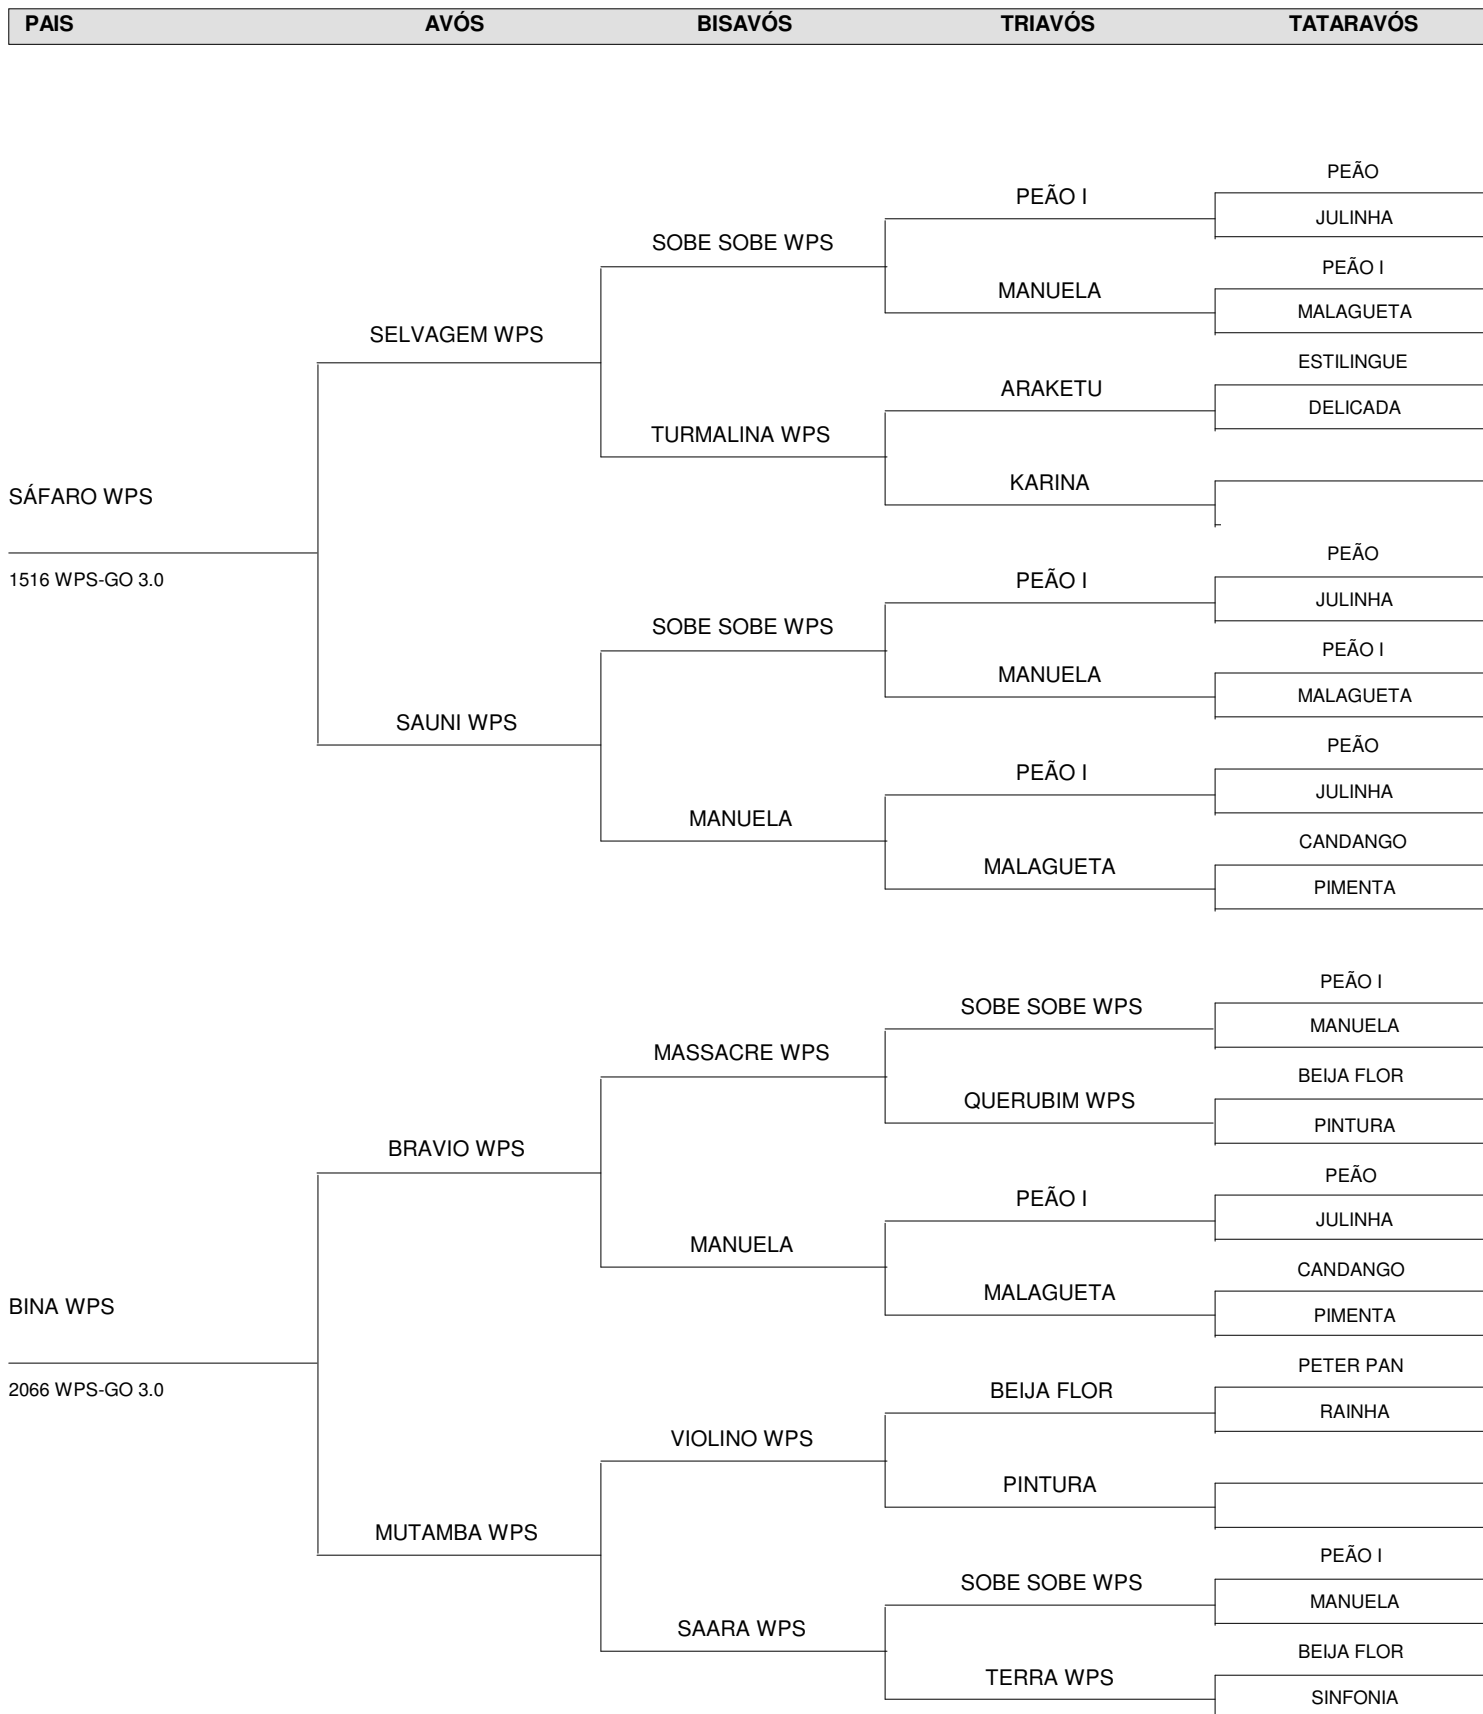 PAIS AVÓS BISAVÓS TRIAVÓS TATARAVÓS
PEÃO
PEÃO I
JULINHA
SOBE SOBE WPS
PEÃO I
MANUELA
MALAGUETA
SELVAGEM WPS
ESTILINGUE
ARAKETU
DELICADA
TURMALINA WPS
KARINA
SÁFARO WPS
PEÃO
1516 WPS-GO 3.0
PEÃO I
JULINHA
SOBE SOBE WPS
PEÃO I
MANUELA
MALAGUETA
SAUNI WPS
PEÃO
PEÃO I
JULINHA
MANUELA
CANDANGO
MALAGUETA
PIMENTA
PEÃO I
SOBE SOBE WPS
MANUELA
MASSACRE WPS
BEIJA FLOR
QUERUBIM WPS
PINTURA
BRAVIO WPS
PEÃO
PEÃO I
JULINHA
MANUELA
CANDANGO
MALAGUETA
BINA WPS
PIMENTA
PETER PAN
2066 WPS-GO 3.0
BEIJA FLOR
RAINHA
VIOLINO WPS
PINTURA
MUTAMBA WPS
PEÃO I
SOBE SOBE WPS
MANUELA
SAARA WPS
BEIJA FLOR
TERRA WPS
SINFONIA